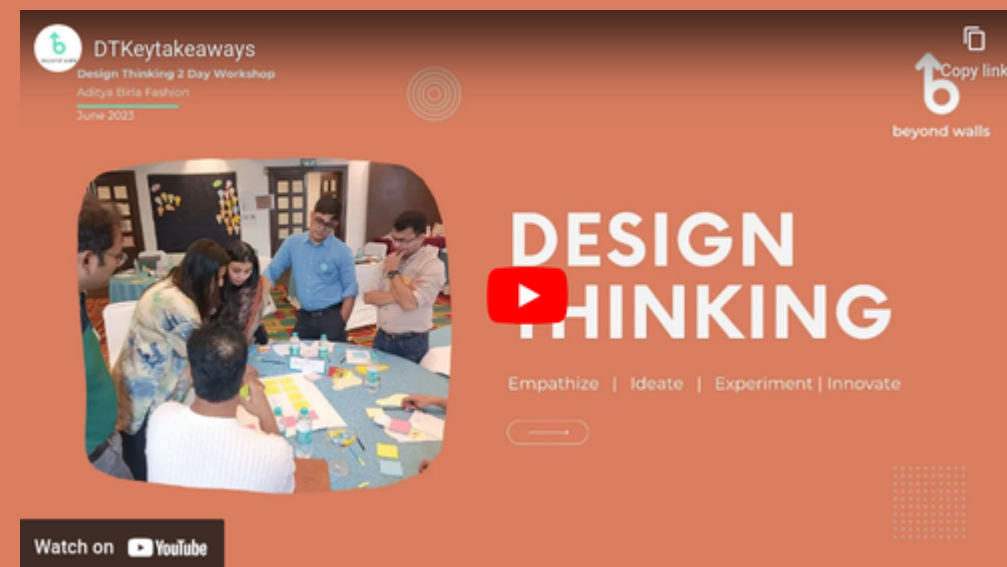 DTKeytakeaways
Design Thinking 2 Day Workshop
Aditya Birla Fashion
June 2023
Copy link
b
beyond walls
DESIGN
THINKING
Empathize | Ideate | Experiment | Innovate
Watch on YouTube